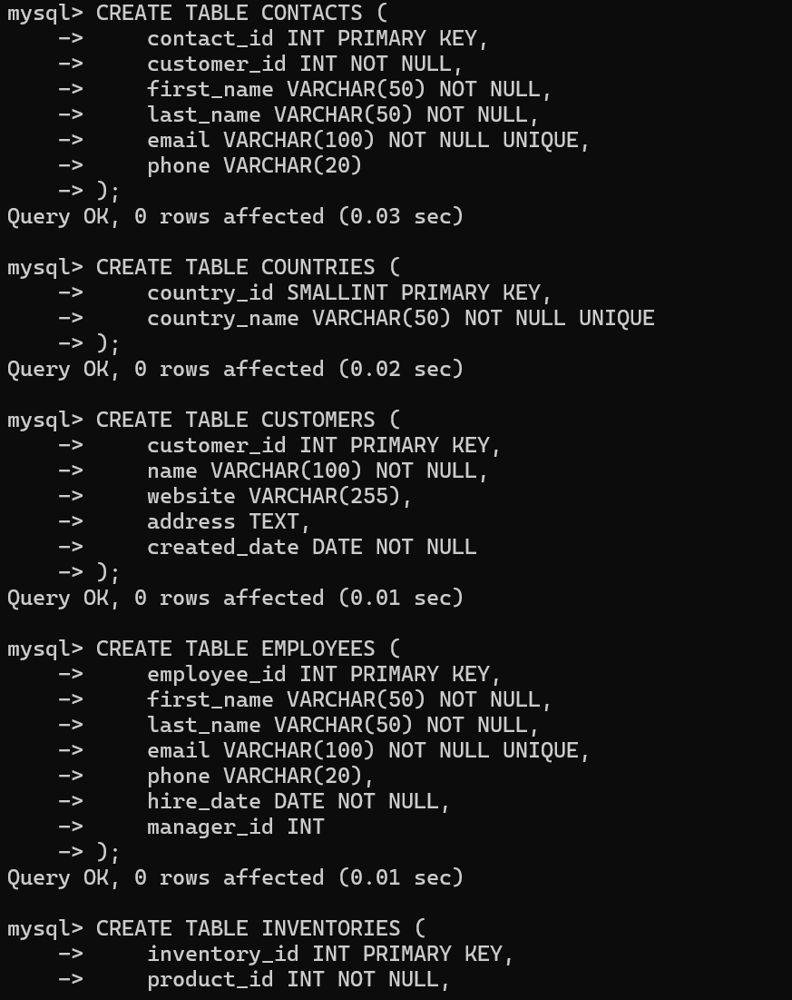 mysql> CREATE TABLE CONTACTS (
    ->     contact_id INT PRIMARY KEY,
    ->     customer_id INT NOT NULL,
    ->     first_name VARCHAR(50) NOT NULL,
    ->     last_name VARCHAR(50) NOT NULL,
    ->     email VARCHAR(100) NOT NULL UNIQUE,
    ->     phone VARCHAR(20)
    -> );
Query OK, 0 rows affected (0.03 sec)

mysql> CREATE TABLE COUNTRIES (
    ->     country_id SMALLINT PRIMARY KEY,
    ->     country_name VARCHAR(50) NOT NULL UNIQUE
    -> );
Query OK, 0 rows affected (0.02 sec)

mysql> CREATE TABLE CUSTOMERS (
    ->     customer_id INT PRIMARY KEY,
    ->     name VARCHAR(100) NOT NULL,
    ->     website VARCHAR(255),
    ->     address TEXT,
    ->     created_date DATE NOT NULL
    -> );
Query OK, 0 rows affected (0.01 sec)

mysql> CREATE TABLE EMPLOYEES (
    ->     employee_id INT PRIMARY KEY,
    ->     first_name VARCHAR(50) NOT NULL,
    ->     last_name VARCHAR(50) NOT NULL,
    ->     email VARCHAR(100) NOT NULL UNIQUE,
    ->     phone VARCHAR(20),
    ->     hire_date DATE NOT NULL,
    ->     manager_id INT
    -> );
Query OK, 0 rows affected (0.01 sec)

mysql> CREATE TABLE INVENTORIES (
    ->     inventory_id INT PRIMARY KEY,
    ->     product_id INT NOT NULL,